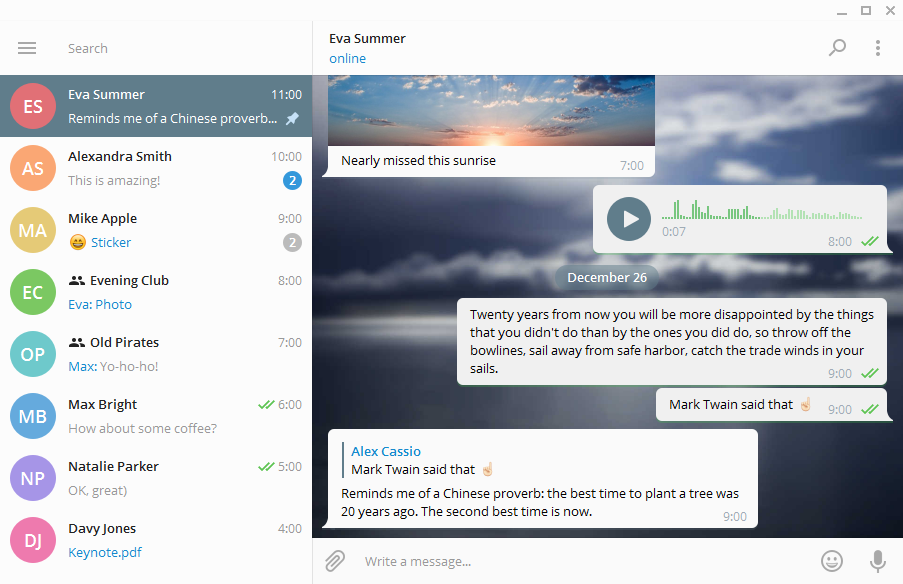 Search
ES
Eva Summer 11:00
Reminds me of a Chinese proverb...
AS
Alexandra Smith 10:00
This is amazing! 2
MA
Mike Apple 9:00
😄 Sticker 2
EC
Evening Club 8:00
Eva: Photo
OP
Old Pirates 7:00
Max: Yo-ho-ho!
MB
Max Bright 6:00
How about some coffee?
NP
Natalie Parker 5:00
OK, great)
DJ
Davy Jones 4:00
Keynote.pdf
Eva Summer
online
Nearly missed this sunrise
7:00
0:07
8:00
December 26
Twenty years from now you will be more disappointed by the things
that you didn't do than by the ones you did do, so throw off the
bowlines, sail away from safe harbor, catch the trade winds in your
sails.
9:00
Mark Twain said that ☝🏻 9:00
Alex Cassio
Mark Twain said that ☝🏻
Reminds me of a Chinese proverb: the best time to plant a tree was
20 years ago. The second best time is now.
9:00
Write a message...